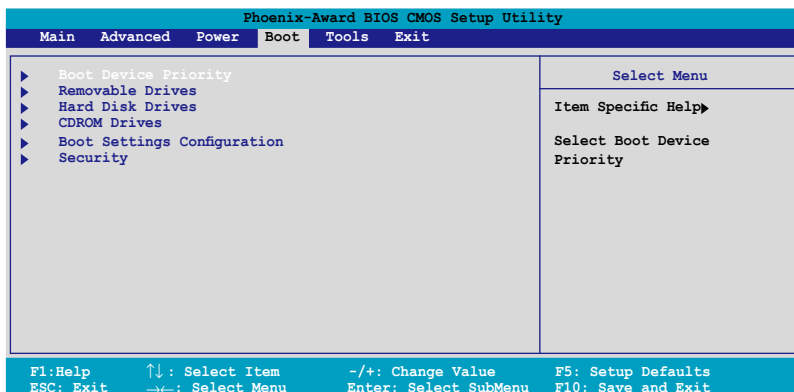 Phoenix-Award BIOS CMOS Setup Utility
Main Advanced Power Boot Tools Exit
Boot Device Priority
Removable Drives
Hard Disk Drives
CDROM Drives
Boot Settings Configuration
Security
Select Menu
Item Specific Help
Select Boot Device
Priority
F1:Help ↑↓: Select Item -/+: Change Value F5: Setup Defaults
ESC: Exit →←: Select Menu Enter: Select SubMenu F10: Save and Exit